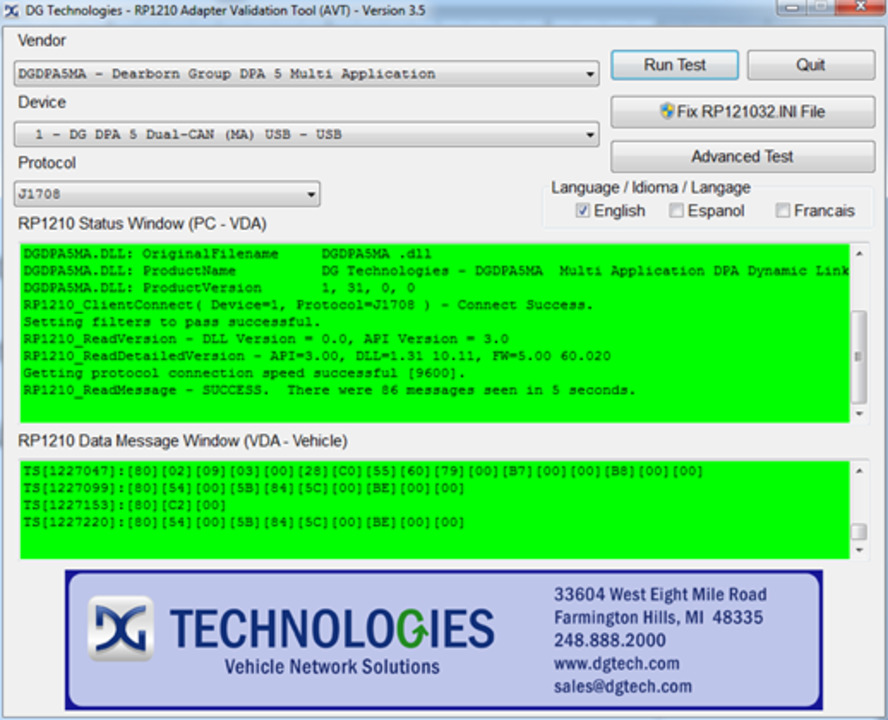 DG Technologies - RP1210 Adapter Validation Tool (AVT) - Version 3.5
Vendor
DGDPA5MA - Dearborn Group DPA 5 Multi Application
Run Test
Quit
Device
Fix RP121032.INI File
1 - DG DPA 5 Dual-CAN (MA) USB - USB
Advanced Test
Protocol
J1708
Language / Idioma / Langage
English
Espanol
Francais
RP1210 Status Window (PC - VDA)
DGDPA5MA.DLL: OriginalFilename DGDPA5MA .dll
DGDPA5MA.DLL: ProductName DG Technologies - DGDPA5MA Multi Application DPA Dynamic Link
DGDPA5MA.DLL: ProductVersion 1, 31, 0, 0
RP1210_ClientConnect( Device=1, Protocol=J1708 ) - Connect Success.
Setting filters to pass successful.
RP1210_ReadVersion - DLL Version = 0.0, API Version = 3.0
RP1210_ReadDetailedVersion - API=3.00, DLL=1.31 10.11, FW=5.00 60.020
Getting protocol connection speed successful [9600].
RP1210_ReadMessage - SUCCESS. There were 86 messages seen in 5 seconds.
RP1210 Data Message Window (VDA - Vehicle)
TS[1227047]:[80][02][09][03][00][28][C0][55][60][79][00][B7][00][00][B8][00][00]
TS[1227099]:[80][54][00][5B][84][5C][00][BE][00][00]
TS[1227153]:[80][C2][00]
TS[1227220]:[80][54][00][5B][84][5C][00][BE][00][00]
TECHNOLOGIES
Vehicle Network Solutions
33604 West Eight Mile Road
Farmington Hills, MI 48335
248.888.2000
www.dgtech.com
sales@dgtech.com